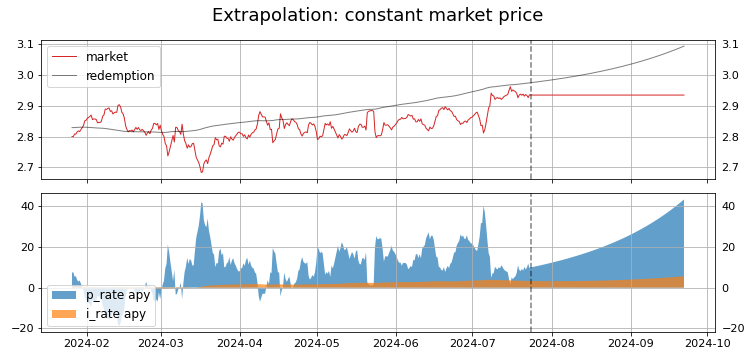 Extrapolation: constant market price
3.1 3.1
market
redemption
3.0 3.0
2.9 2.9
2.8 2.8
2.7 2.7
40 40
20 20
0 0
p_rate apy
i_rate apy
−20 −20
2024-02 2024-03 2024-04 2024-05 2024-06 2024-07 2024-08 2024-09 2024-10